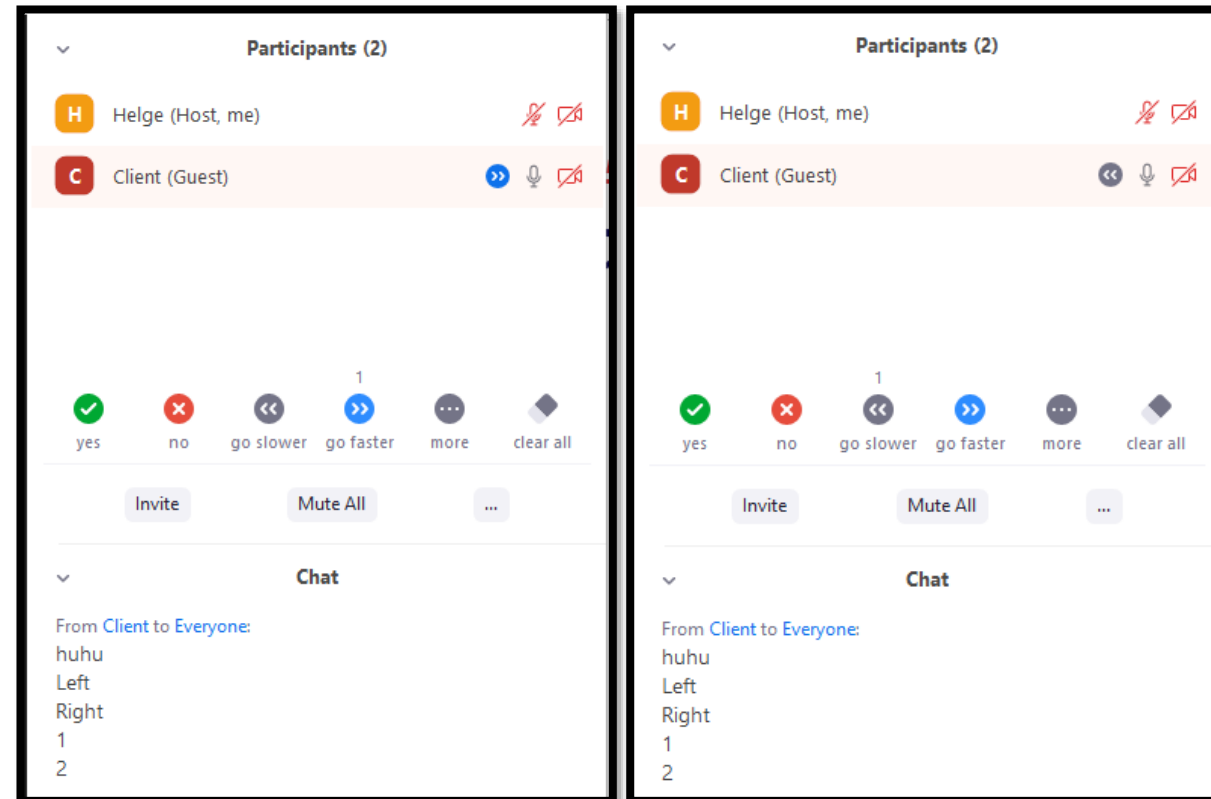 Participants (2)
H Helge (Host, me)
C Client (Guest)
1
yes no go slower go faster more clear all
Invite Mute All ...
Chat
From Client to Everyone:
huhu
Left
Right
1
2
Participants (2)
H Helge (Host, me)
C Client (Guest)
1
yes no go slower go faster more clear all
Invite Mute All ...
Chat
From Client to Everyone:
huhu
Left
Right
1
2